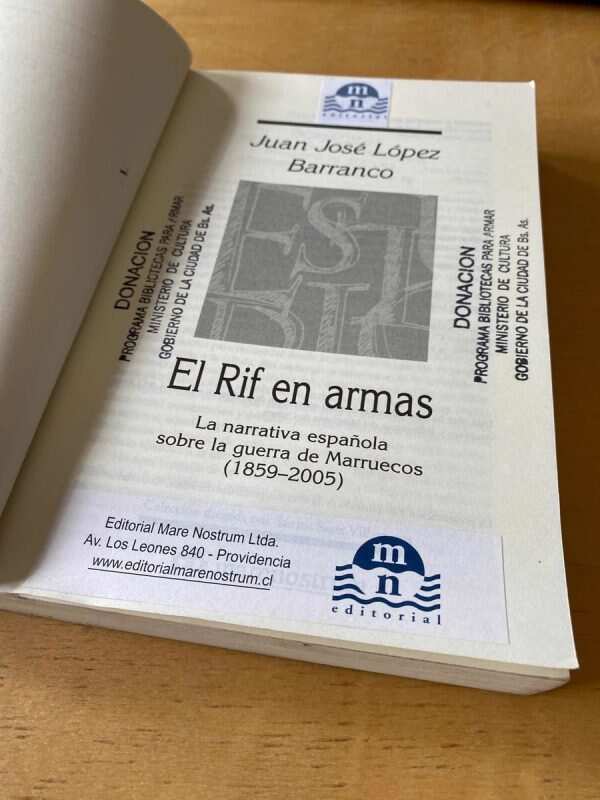 mn
editorial
Juan José López
Barranco
DONACION
PROGRAMA BIBLIOTECAS PARA ARMAR
MINISTERIO DE CULTURA
GOBIERNO DE LA CIUDAD DE Bs. As.
DONACION
PROGRAMA BIBLIOTECAS PARA ARMAR
MINISTERIO DE CULTURA
GOBIERNO DE LA CIUDAD DE Bs. As.
El Rif en armas
La narrativa española
sobre la guerra de Marruecos
(1859–2005)
Editorial Mare Nostrum Ltda.
Av. Los Leones 840 - Providencia
www.editorialmarenostrum.cl
mn
editorial